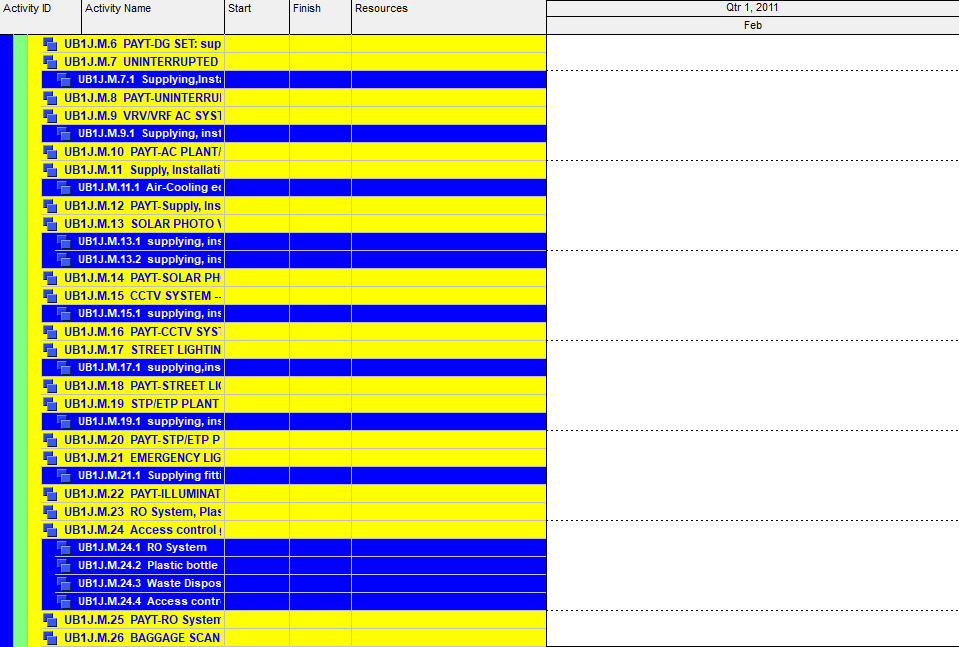 Activity ID Activity Name Start Finish Resources Qtr 1, 2011
Feb
UB1J.M.6 PAYT-DG SET: sup
UB1J.M.7 UNINTERRUPTED
UB1J.M.7.1 Supplying,Insta
UB1J.M.8 PAYT-UNINTERRU
UB1J.M.9 VRV/VRF AC SYST
UB1J.M.9.1 Supplying, inst
UB1J.M.10 PAYT-AC PLANT/
UB1J.M.11 Supply, Installati
UB1J.M.11.1 Air-Cooling eq
UB1J.M.12 PAYT-Supply, Ins
UB1J.M.13 SOLAR PHOTO V
UB1J.M.13.1 supplying, ins
UB1J.M.13.2 supplying, ins
UB1J.M.14 PAYT-SOLAR PH
UB1J.M.15 CCTV SYSTEM --
UB1J.M.15.1 supplying, ins
UB1J.M.16 PAYT-CCTV SYST
UB1J.M.17 STREET LIGHTIN
UB1J.M.17.1 supplying,ins
UB1J.M.18 PAYT-STREET LIG
UB1J.M.19 STP/ETP PLANT
UB1J.M.19.1 supplying, ins
UB1J.M.20 PAYT-STP/ETP P
UB1J.M.21 EMERGENCY LIG
UB1J.M.21.1 Supplying fitti
UB1J.M.22 PAYT-ILLUMINAT
UB1J.M.23 RO System, Plas
UB1J.M.24 Access control
UB1J.M.24.1 RO System
UB1J.M.24.2 Plastic bottle
UB1J.M.24.3 Waste Dispos
UB1J.M.24.4 Access contr
UB1J.M.25 PAYT-RO System
UB1J.M.26 BAGGAGE SCAN